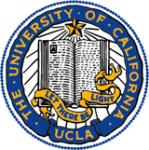 THE UNIVERSITY OF CALIFORNIA
LET THERE BE
LIGHT
UCLA